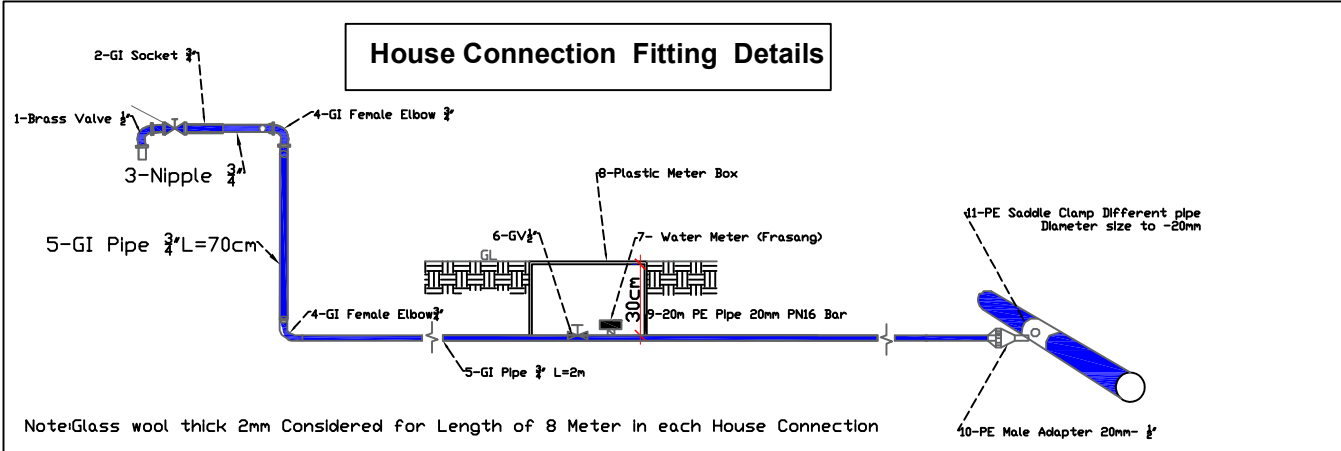 House Connection Fitting Details
2-GI Socket ¾"
1-Brass Valve ½"
4-GI Female Elbow ¾"
3-Nipple ¾"
8-Plastic Meter Box
11-PE Saddle Clamp Different pipe
Diameter size to -20mm
5-GI Pipe ¾"L=70cm
6-GV½"
7- Water Meter (Frasang)
GL
30cm
4-GI Female Elbow¾"
9-20m PE Pipe 20mm PN16 Bar
5-GI Pipe ¾" L=2m
Note:Glass wool thick 2mm Considered for Length of 8 Meter in each House Connection
10-PE Male Adapter 20mm- ½"